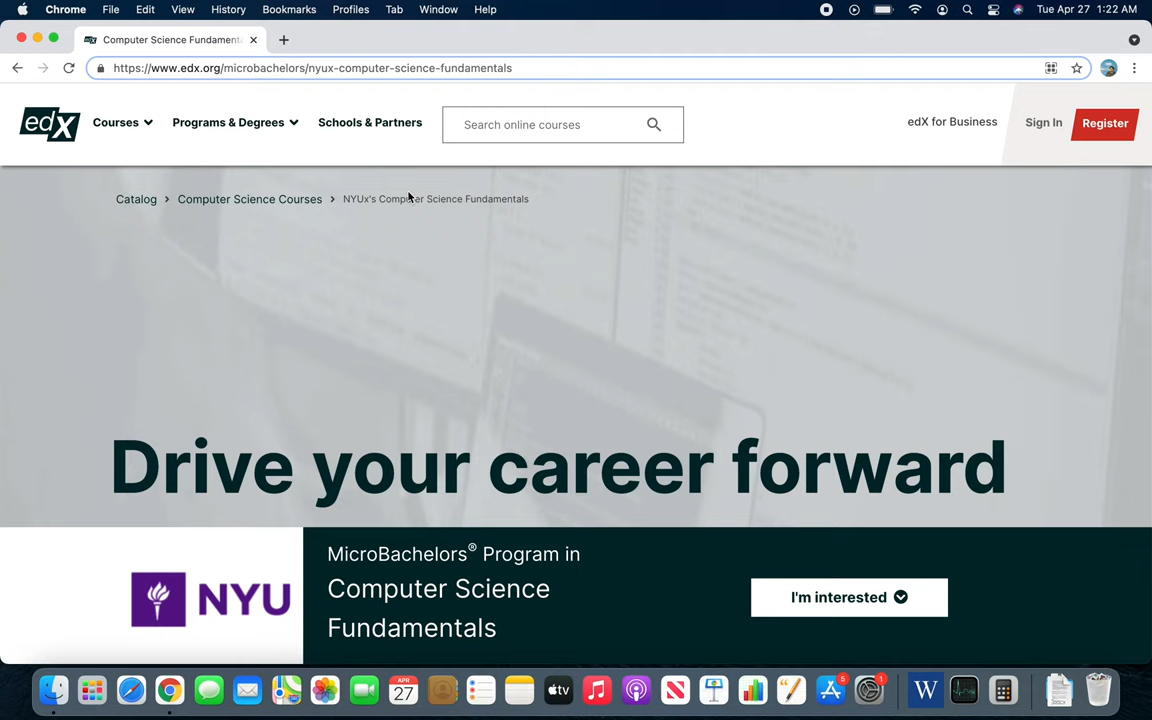 Chrome File Edit View History Bookmarks Profiles Tab Window Help Tue Apr 27 1:22 AM
Computer Science Fundament
https://www.edx.org/microbachelors/nyux-computer-science-fundamentals
edX Courses Programs & Degrees Schools & Partners Search online courses edX for Business Sign In Register
Catalog > Computer Science Courses > NYUx's Computer Science Fundamentals
Drive your career forward
MicroBachelors® Program in
Computer Science
Fundamentals
NYU
I'm interested
APR
27
tv
5
1
W